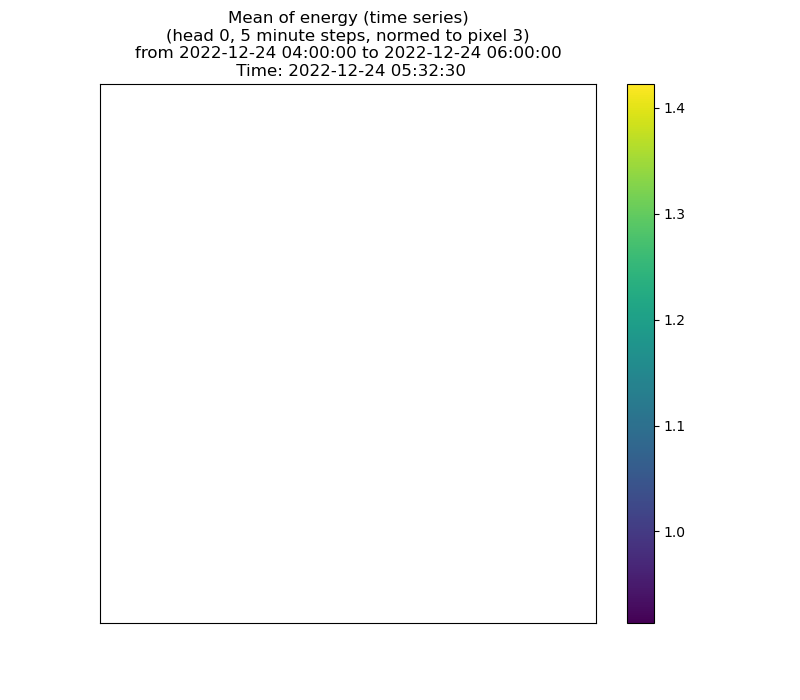 Mean of energy (time series)
(head 0, 5 minute steps, normed to pixel 3)
from 2022-12-24 04:00:00 to 2022-12-24 06:00:00
Time: 2022-12-24 05:32:30
1.4
1.3
1.2
1.1
1.0